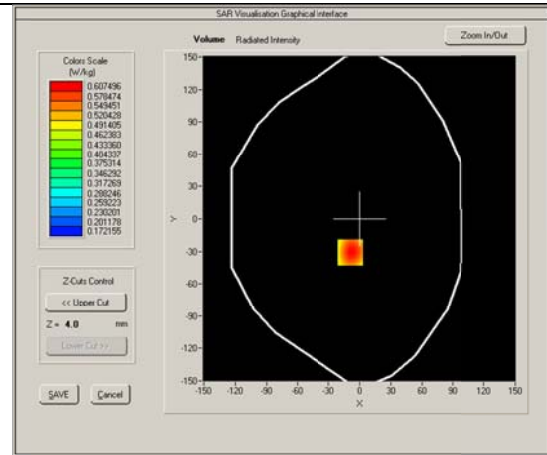 SAR Visualisation Graphical interface
Volume Radiated Intensity
Zoom In/Out
Colors Scale
(W/kg)
0.607496
0.578474
0.549451
0.520428
0.491405
0.462383
0.433360
0.404337
0.375314
0.346292
0.317269
0.288246
0.259223
0.230201
0.201178
0.172155
Z-Cuts Control
<< Upper Cut
Z = 4.0 mm
Lower Cut >>
SAVE
Cancel
150-
120-
90-
60-
30-
0-
-30-
-60-
-90-
-120-
-150-
Y
-150 -120 -90 -60 -30 0 30 60 90 120 150
X